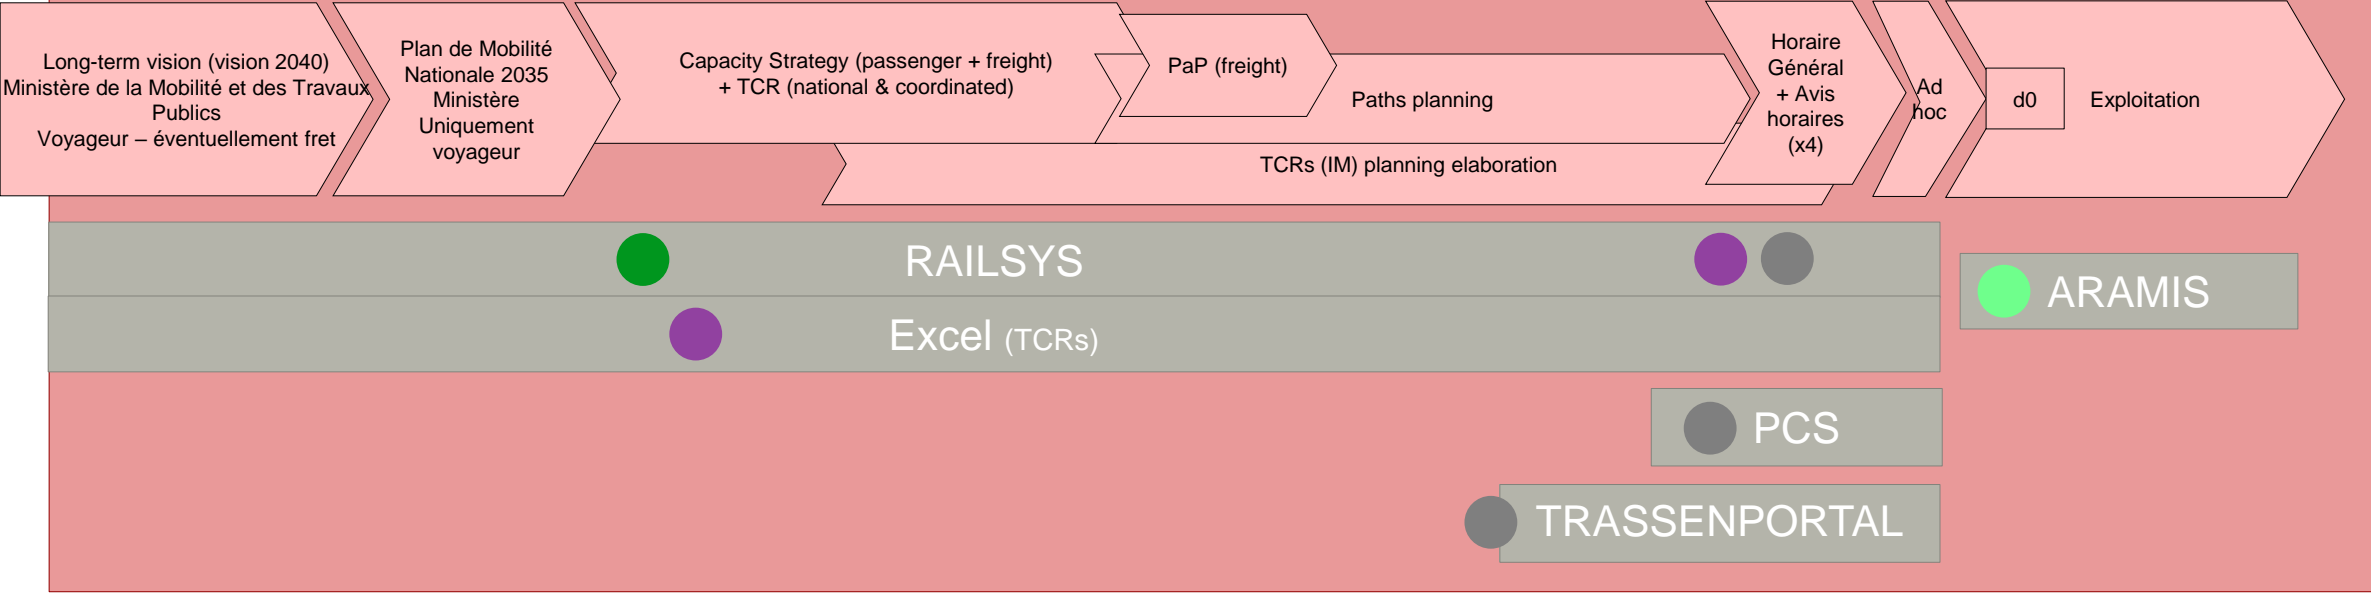 Long-term vision (vision 2040)
Ministère de la Mobilité et des Travaux
Publics
Voyageur – éventuellement fret
Plan de Mobilité
Nationale 2035
Ministère
Uniquement
voyageur
Capacity Strategy (passenger + freight)
+ TCR (national & coordinated)
PaP (freight)
Paths planning
TCRs (IM) planning elaboration
Horaire
Général
+ Avis
horaires
(x4)
Ad
hoc
d0
Exploitation
RAILSYS
Excel (TCRs)
ARAMIS
PCS
TRASSENPORTAL